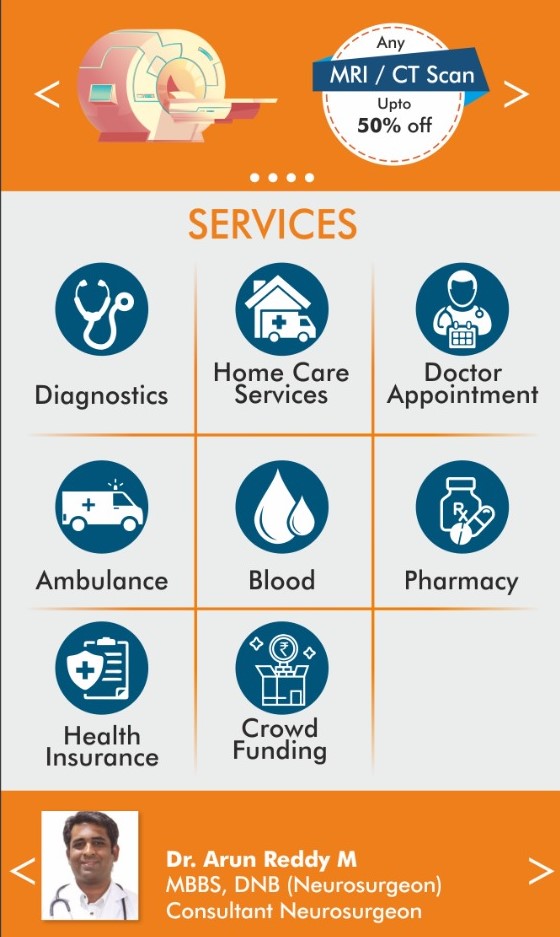 Any
MRI / CT Scan
Upto
50% off
SERVICES
Diagnostics
Home Care
Services
Doctor
Appointment
Ambulance
Blood
Rx
Pharmacy
Health
Insurance
₹
Crowd
Funding
Dr. Arun Reddy M
MBBS, DNB (Neurosurgeon)
Consultant Neurosurgeon